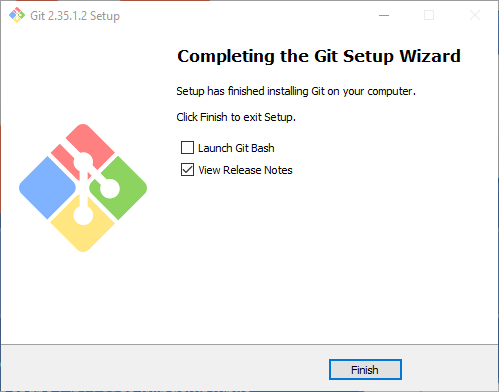 Git 2.35.1.2 Setup
Completing the Git Setup Wizard
Setup has finished installing Git on your computer.
Click Finish to exit Setup.
Launch Git Bash
View Release Notes
Finish